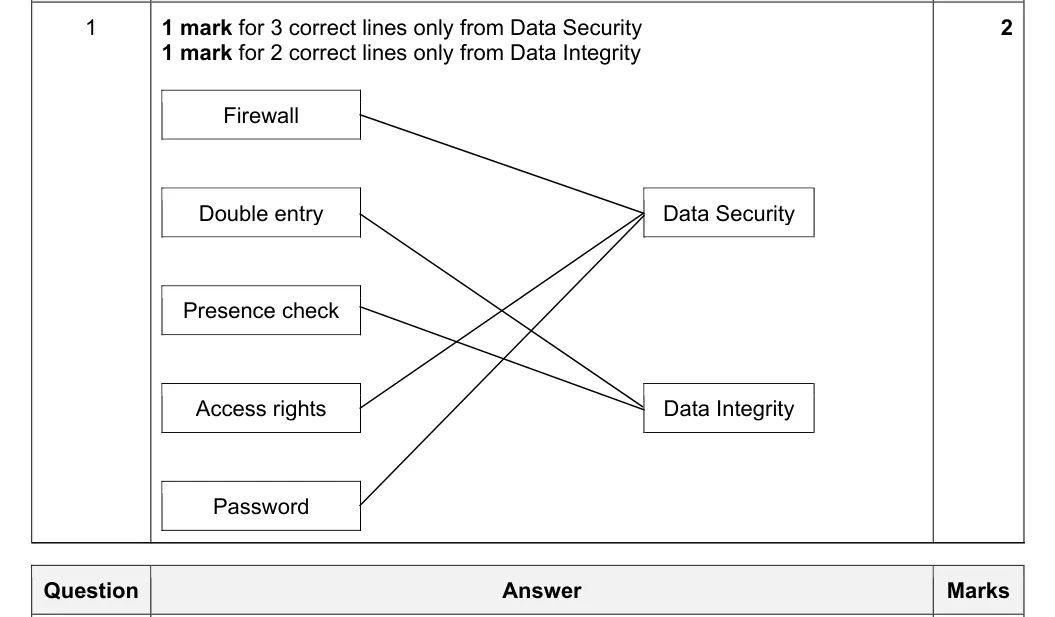 1
1 mark for 3 correct lines only from Data Security
2
1 mark for 2 correct lines only from Data Integrity
Firewall
Double entry
Data Security
Presence check
Access rights
Data Integrity
Password
Question Answer Marks